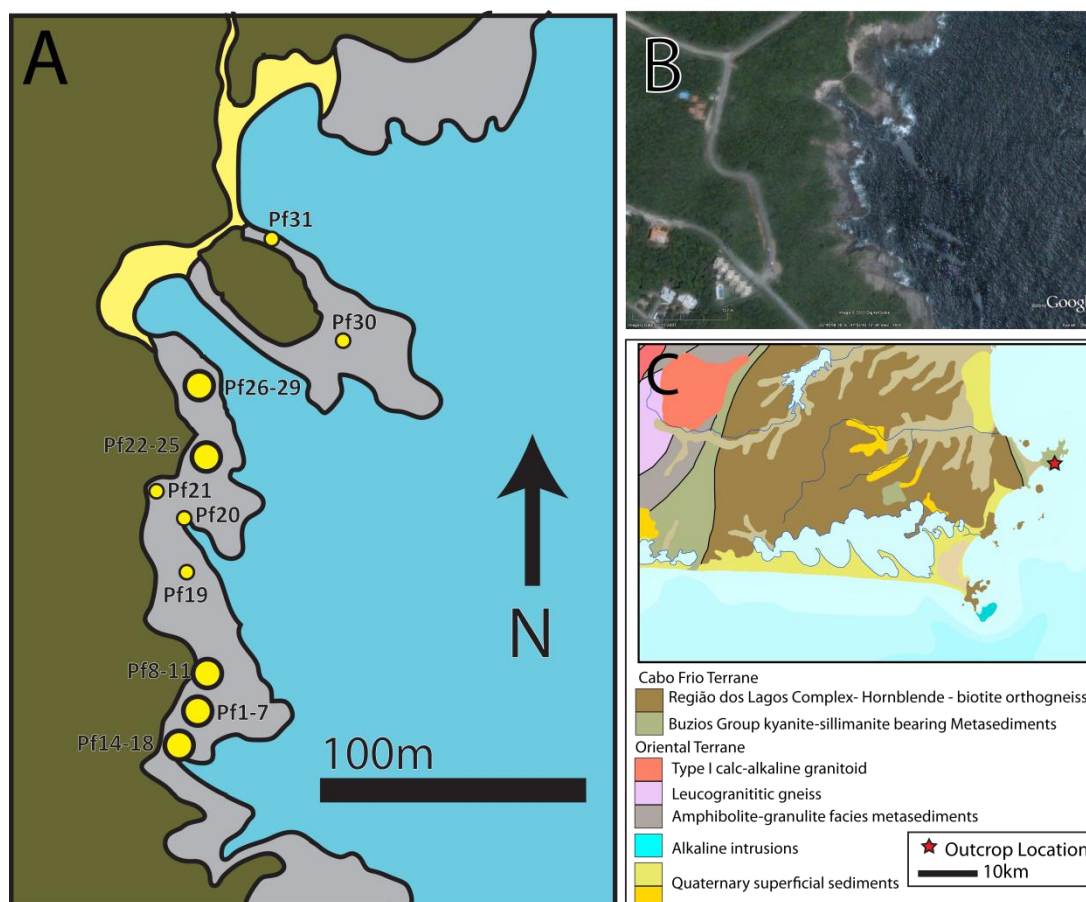 A
Pf31
Pf30
Pf26-29
Pf22-25
Pf21
Pf20
Pf19
Pf8-11
Pf1-7
Pf14-18
N
100m
B
Google
C
Cabo Frio Terrane
Região dos Lagos Complex- Hornblende - biotite orthogneiss
Buzios Group kyanite-sillimanite bearing Metasediments
Oriental Terrane
Type I calc-alkaline granitoid
Leucogranititic gneiss
Amphibolite-granulite facies metasediments
Alkaline intrusions
Quaternary superficial sediments
Outcrop Location
10km